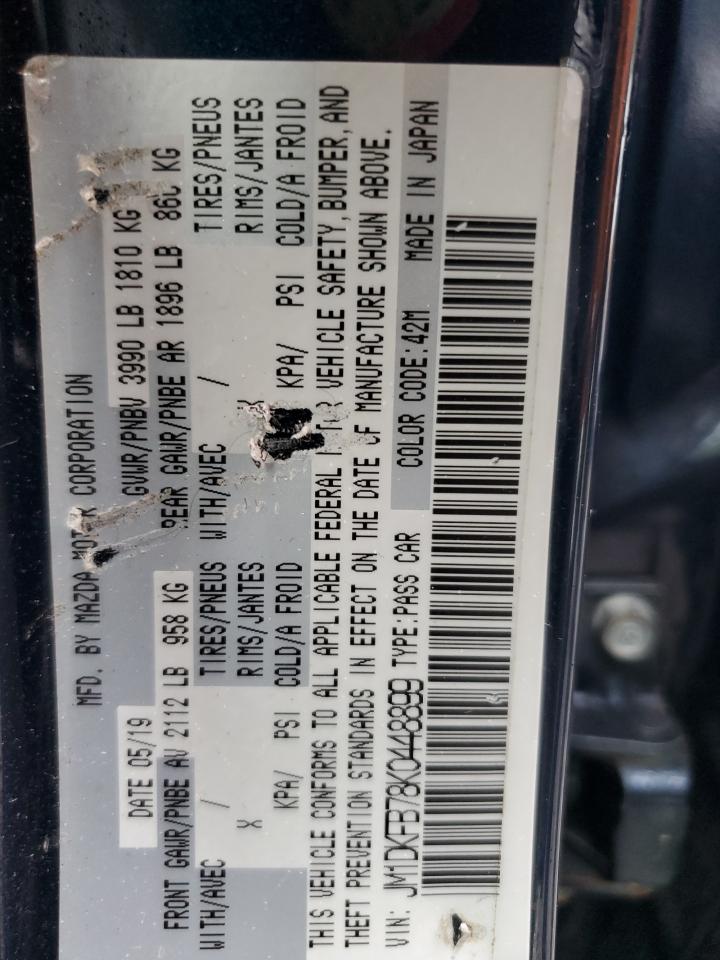 MFD. BY MAZDA MOTOR CORPORATION
DATE 05/19 GVWR/PNBV 3990 LB 1810 KG
FRONT GAWR/PNBE AV 2112 LB 958 KG REAR GAWR/PNBE AR 1896 LB 860 KG
WITH/AVEC / TIRES/PNEUS WITH/AVEC / TIRES/PNEUS
X RIMS/JANTES X RIMS/JANTES
KPA/ PSI COLD/A FROID KPA/ PSI COLD/A FROID
THIS VEHICLE CONFORMS TO ALL APPLICABLE FEDERAL VEHICLE SAFETY, BUMPER, AND
THEFT PREVENTION STANDARDS IN EFFECT ON THE DATE OF MANUFACTURE SHOWN ABOVE.
VIN: JM1DKFB78K0448899 TYPE:PASS CAR COLOR CODE:42M MADE IN JAPAN